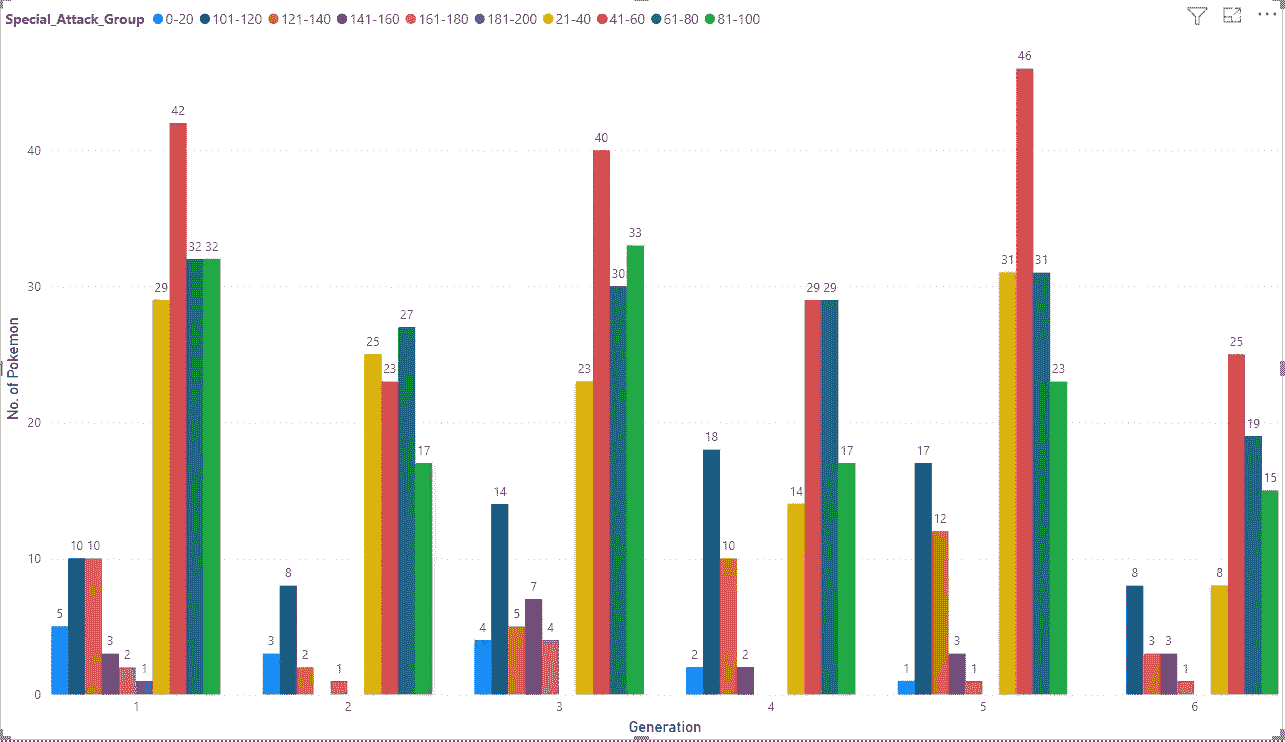 Special_Attack_Group 0-20 101-120 121-140 141-160 161-180 181-200 21-40 41-60 61-80 81-100
No. of Pokemon
40
30
20
10
0
5 10 10 3 2 1 29 42 32 32
3 8 2 1 25 23 27 17
4 14 5 7 4 23 40 30 33
2 18 10 2 14 29 29 17
1 17 12 3 1 31 46 31 23
8 3 3 1 8 25 19 15
1 2 3 4 5 6
Generation